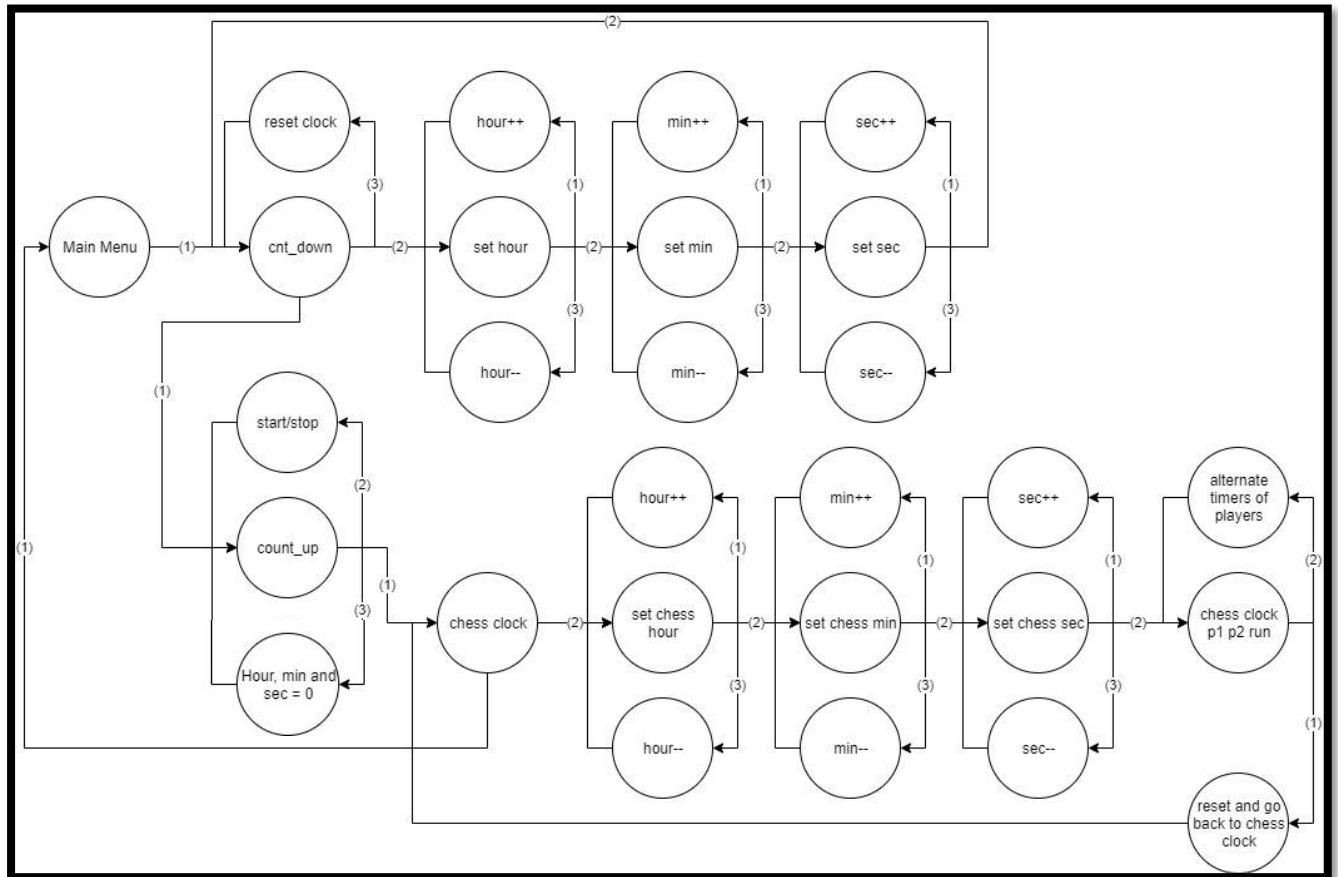 (2)
reset clock
hour++
min++
sec++
(3)
(1)
(1)
(1)
Main Menu
(1)
cnt_down
(2)
set hour
(2)
set min
(2)
set sec
(3)
(3)
(3)
hour--
min--
sec--
(1)
start/stop
(2)
(1)
count_up
(1)
(3)
Hour, min and
sec = 0
hour++
min++
sec++
alternate
timers of
players
(1)
(1)
(1)
(2)
chess clock
(2)
set chess
hour
(2)
set chess min
(2)
set chess sec
(2)
chess clock
p1 p2 run
(3)
(3)
(3)
(1)
hour--
min--
sec--
reset and go
back to chess
clock